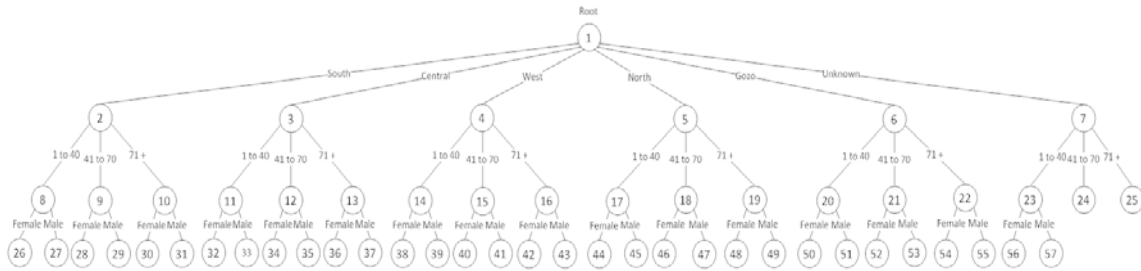 Root
1
South Central West North Gozo Unknown
2 3 4 5 6 7
1 to 40 41 to 70 71 + 1 to 40 41 to 70 71 + 1 to 40 41 to 70 71 + 1 to 40 41 to 70 71 + 1 to 40 41 to 70 71 + 1 to 40 41 to 70 71 +
8 9 10 11 12 13 14 15 16 17 18 19 20 21 22 23 24 25
Female Male Female Male Female Male Female Male Female Male Female Male Female Male Female Male Female Male Female Male Female Male Female Male Female Male Female Male Female Male Female Male
26 27 28 29 30 31 32 33 34 35 36 37 38 39 40 41 42 43 44 45 46 47 48 49 50 51 52 53 54 55 56 57